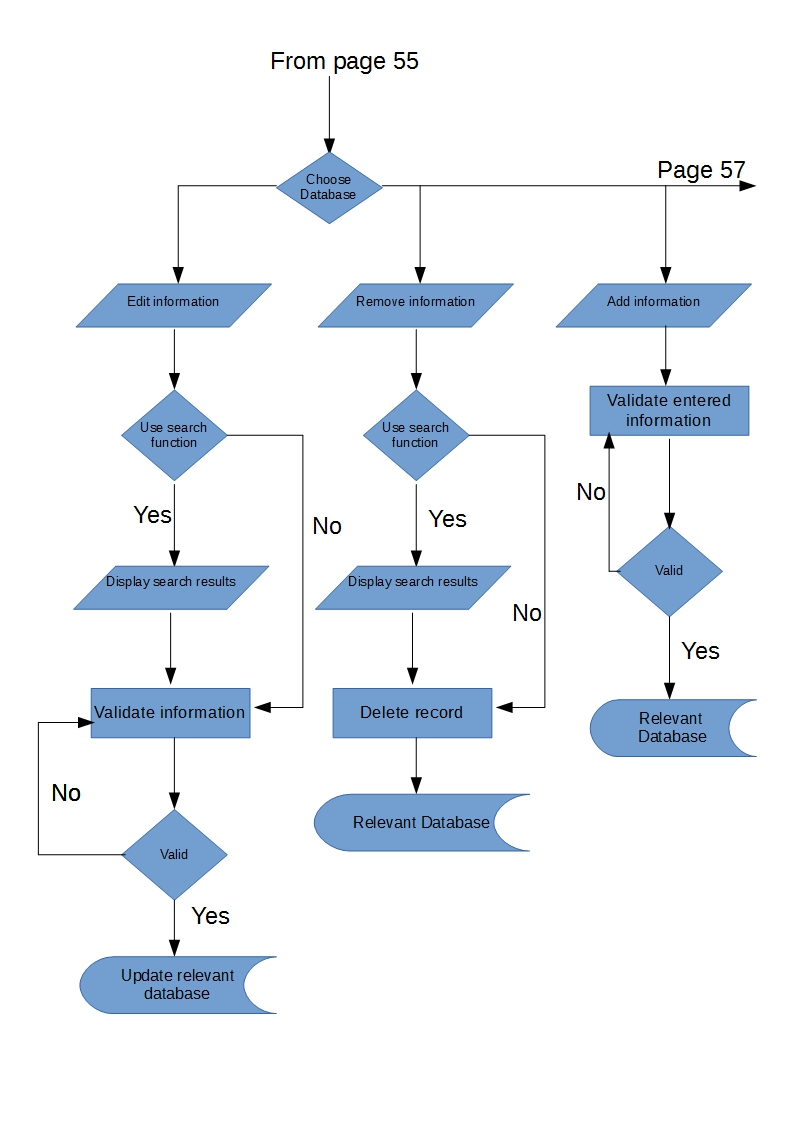 From page 55
Choose
Database
Page 57
Edit information
Remove information
Add information
Use search
function
Use search
function
Validate entered
information
Yes
No
Yes
No
No
Valid
Display search results
Display search results
Yes
Validate information
Delete record
Relevant
Database
No
Relevant Database
Valid
Yes
Update relevant
database